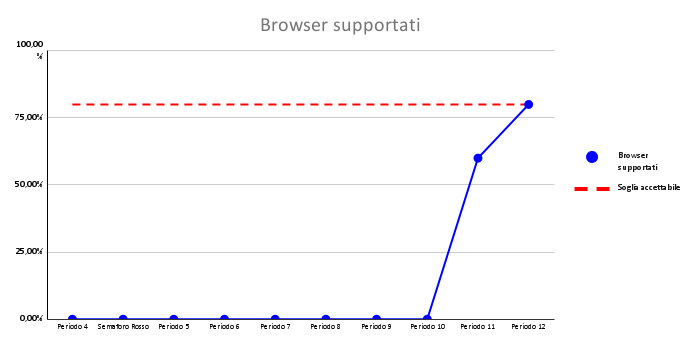 Browser supportati
100,00
%
75,00%
50,00%
25,00%
0,00%
Periodo 4 Semaforo Rosso Periodo 5 Periodo 6 Periodo 7 Periodo 8 Periodo 9 Periodo 10 Periodo 11 Periodo 12
Browser
supportati
Soglia accettabile